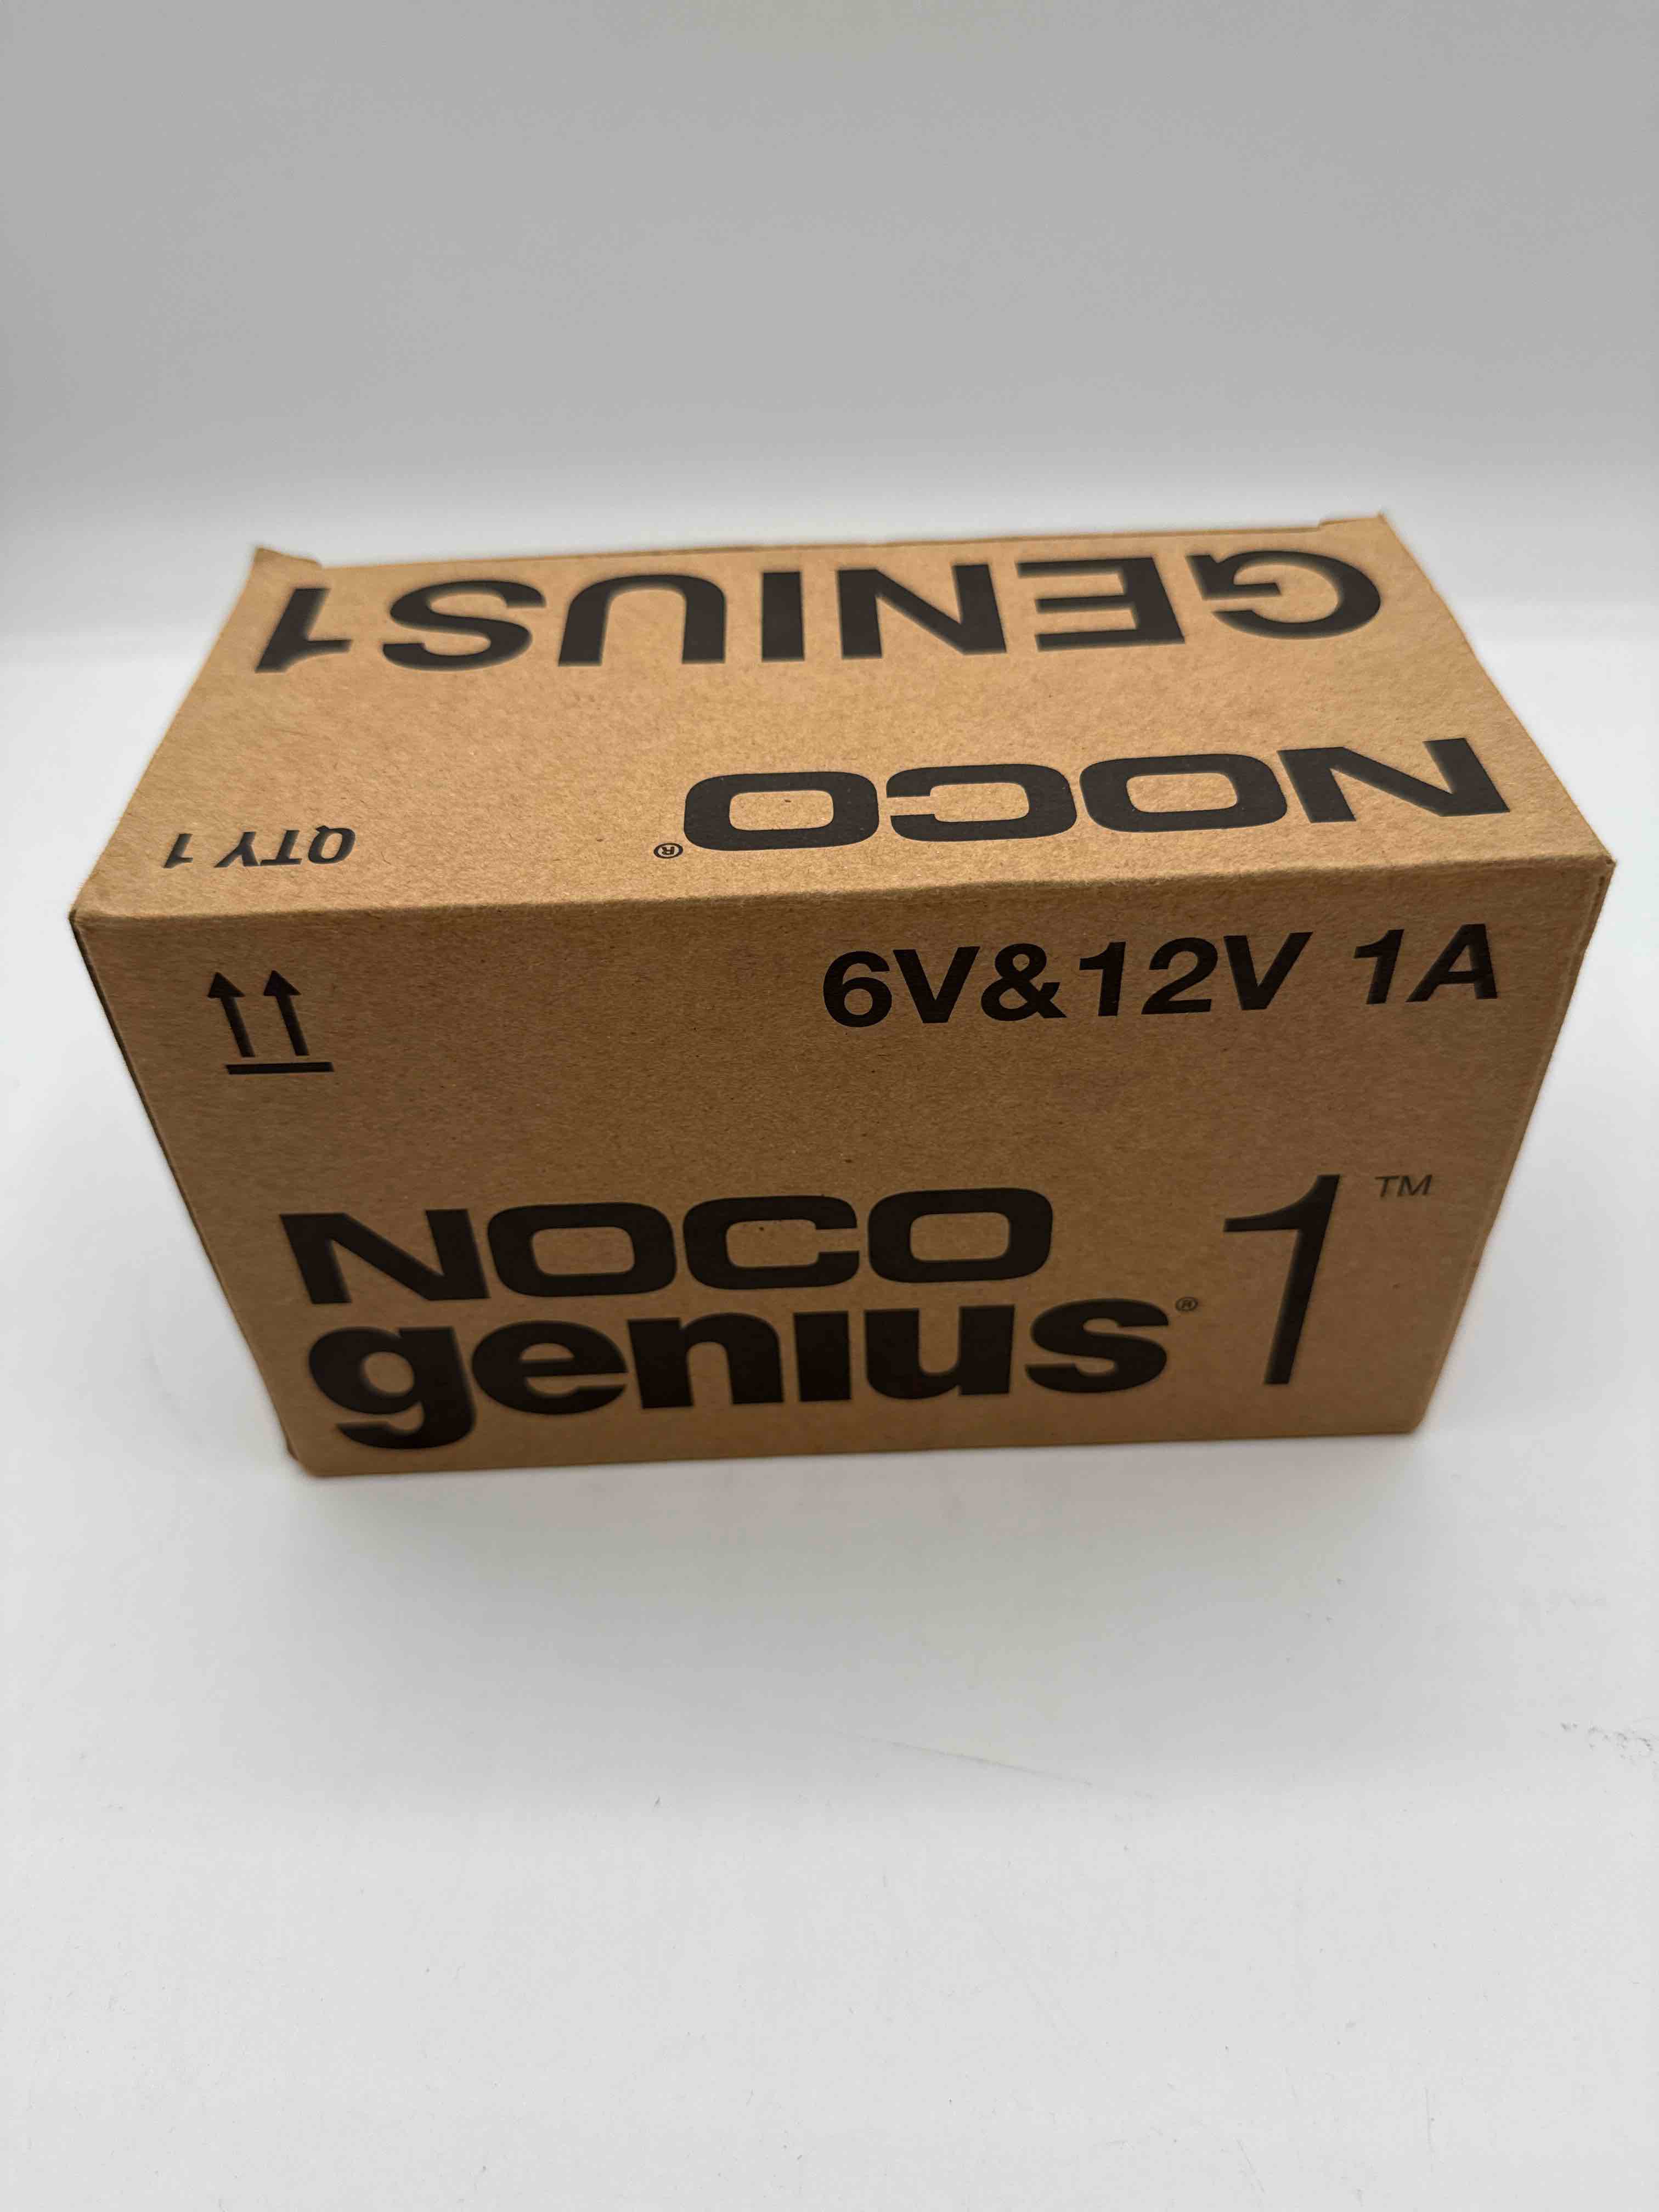 GENIUS1
NOCO®
QTY 1
6V&12V 1A
NOCO
genius® 1™